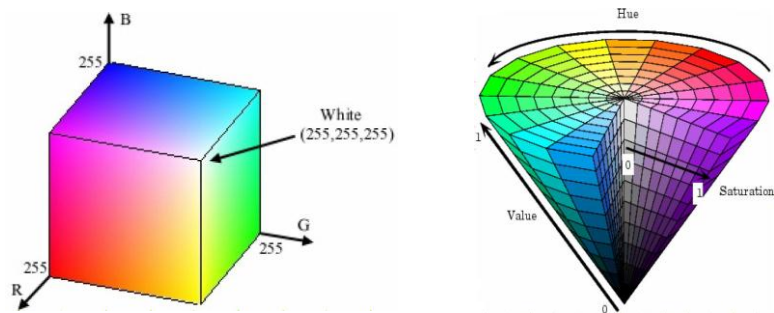 B
255
White
(255,255,255)
G
255
255
R
Hue
1
0
1
Saturation
Value
0